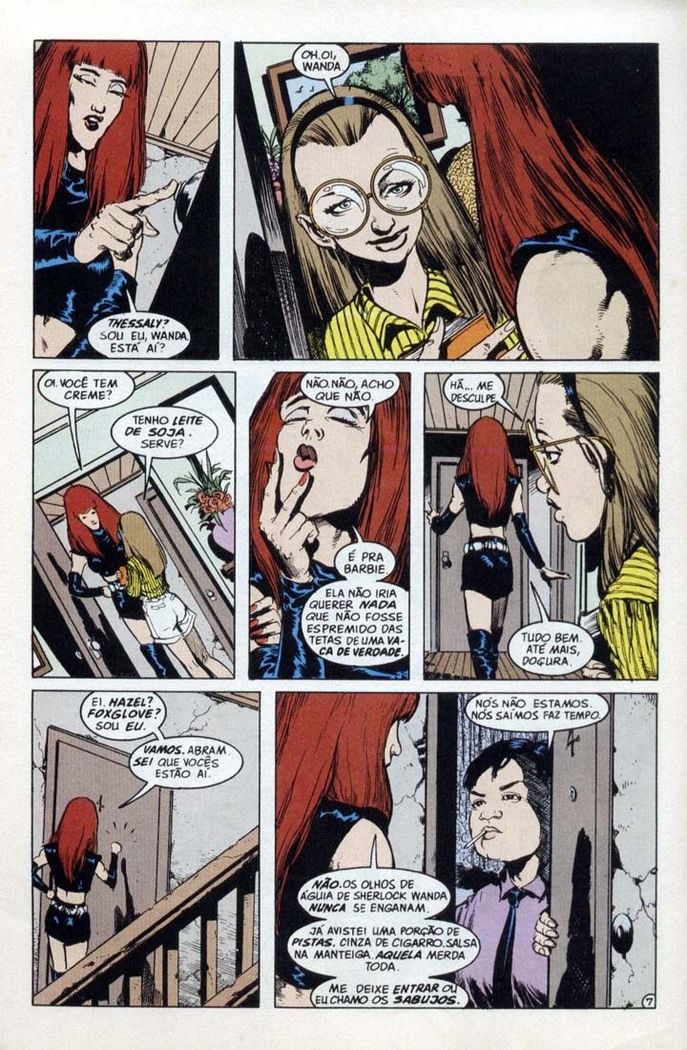 THESSALY?
SOU EU, WANDA.
ESTÁ AÍ?
OH, OI,
WANDA.
OI. VOCÊ TEM
CREME?
TENHO LEITE
DE SOJA.
SERVE?
NÃO. NÃO, ACHO
QUE NÃO.
É PRA
BARBIE.
ELA NÃO IRIA
QUERER NADA
QUE NÃO FOSSE
ESPREMIDO DAS
TETAS DE UMA VA-
CA DE VERDADE.
HÃ... ME
DESCULPE.
TUDO BEM.
ATÉ MAIS,
DOÇURA.
EI. HAZEL?
FOXGLOVE?
SOU EU.
VAMOS. ABRAM.
SEI QUE VOCÊS
ESTÃO AÍ.
NÓS NÃO ESTAMOS.
NÓS SAÍMOS FAZ TEMPO.
NÃO. OS OLHOS DE
ÁGUIA DE SHERLOCK WANDA
NUNCA SE ENGANAM.
JÁ AVISTEI UMA PORÇÃO DE
PISTAS. CINZA DE CIGARRO. SALSA
NA MANTEIGA. AQUELA MERDA
TODA.
ME DEIXE ENTRAR OU
EU CHAMO OS SABUJOS.
4
7